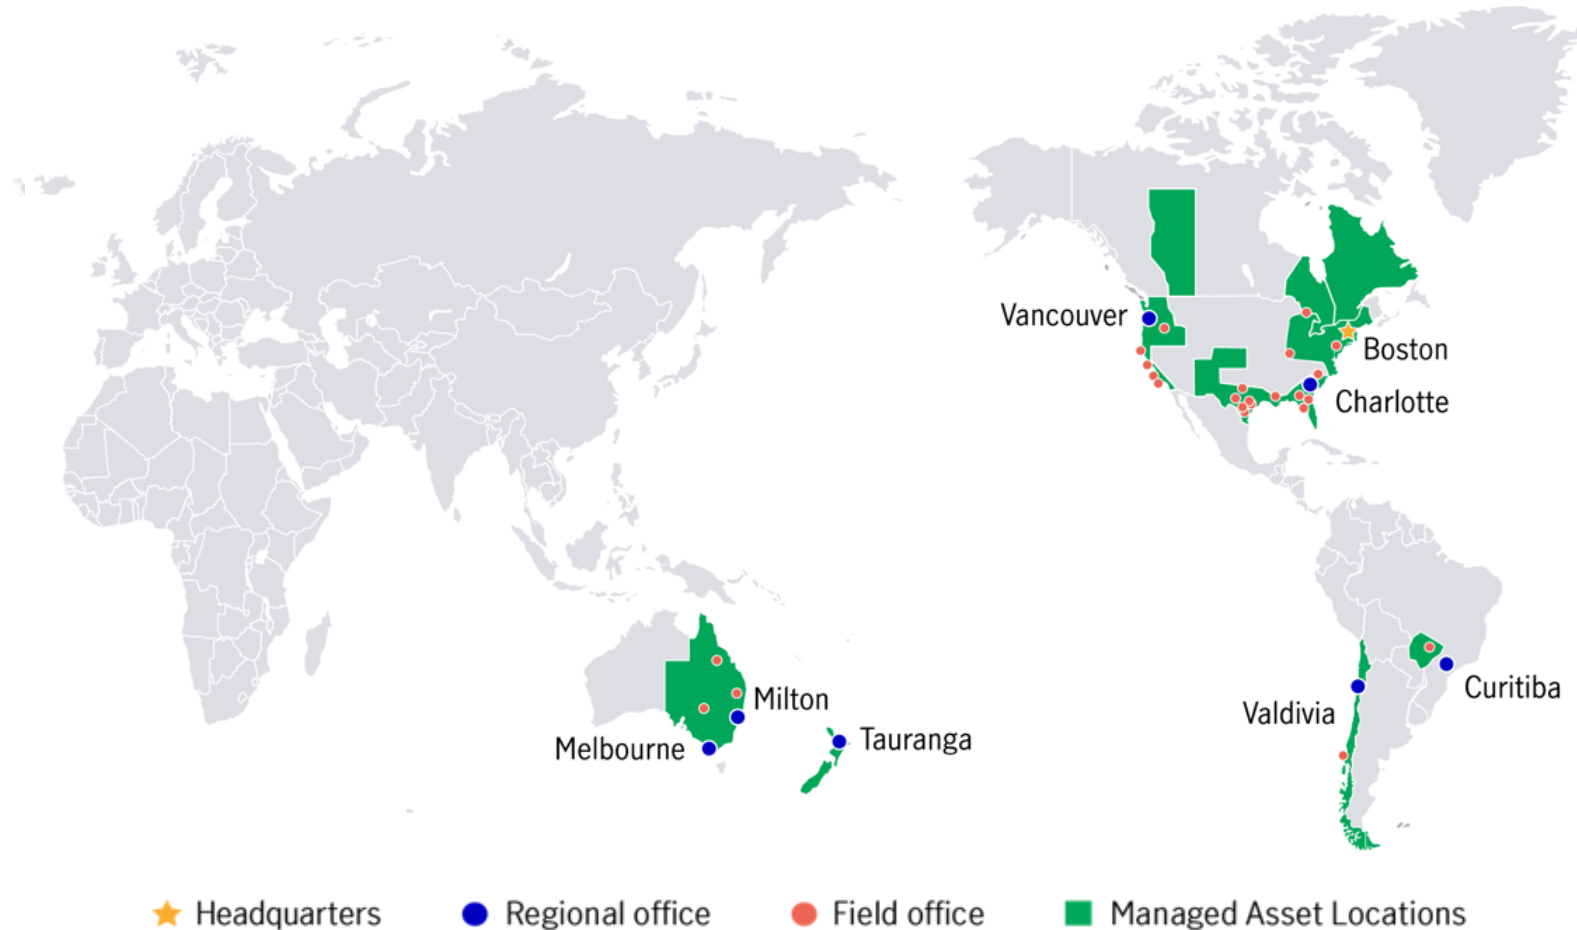 Vancouver
Boston
Charlotte
Milton
Melbourne
Tauranga
Valdivia
Curitiba
Headquarters
Regional office
Field office
Managed Asset Locations